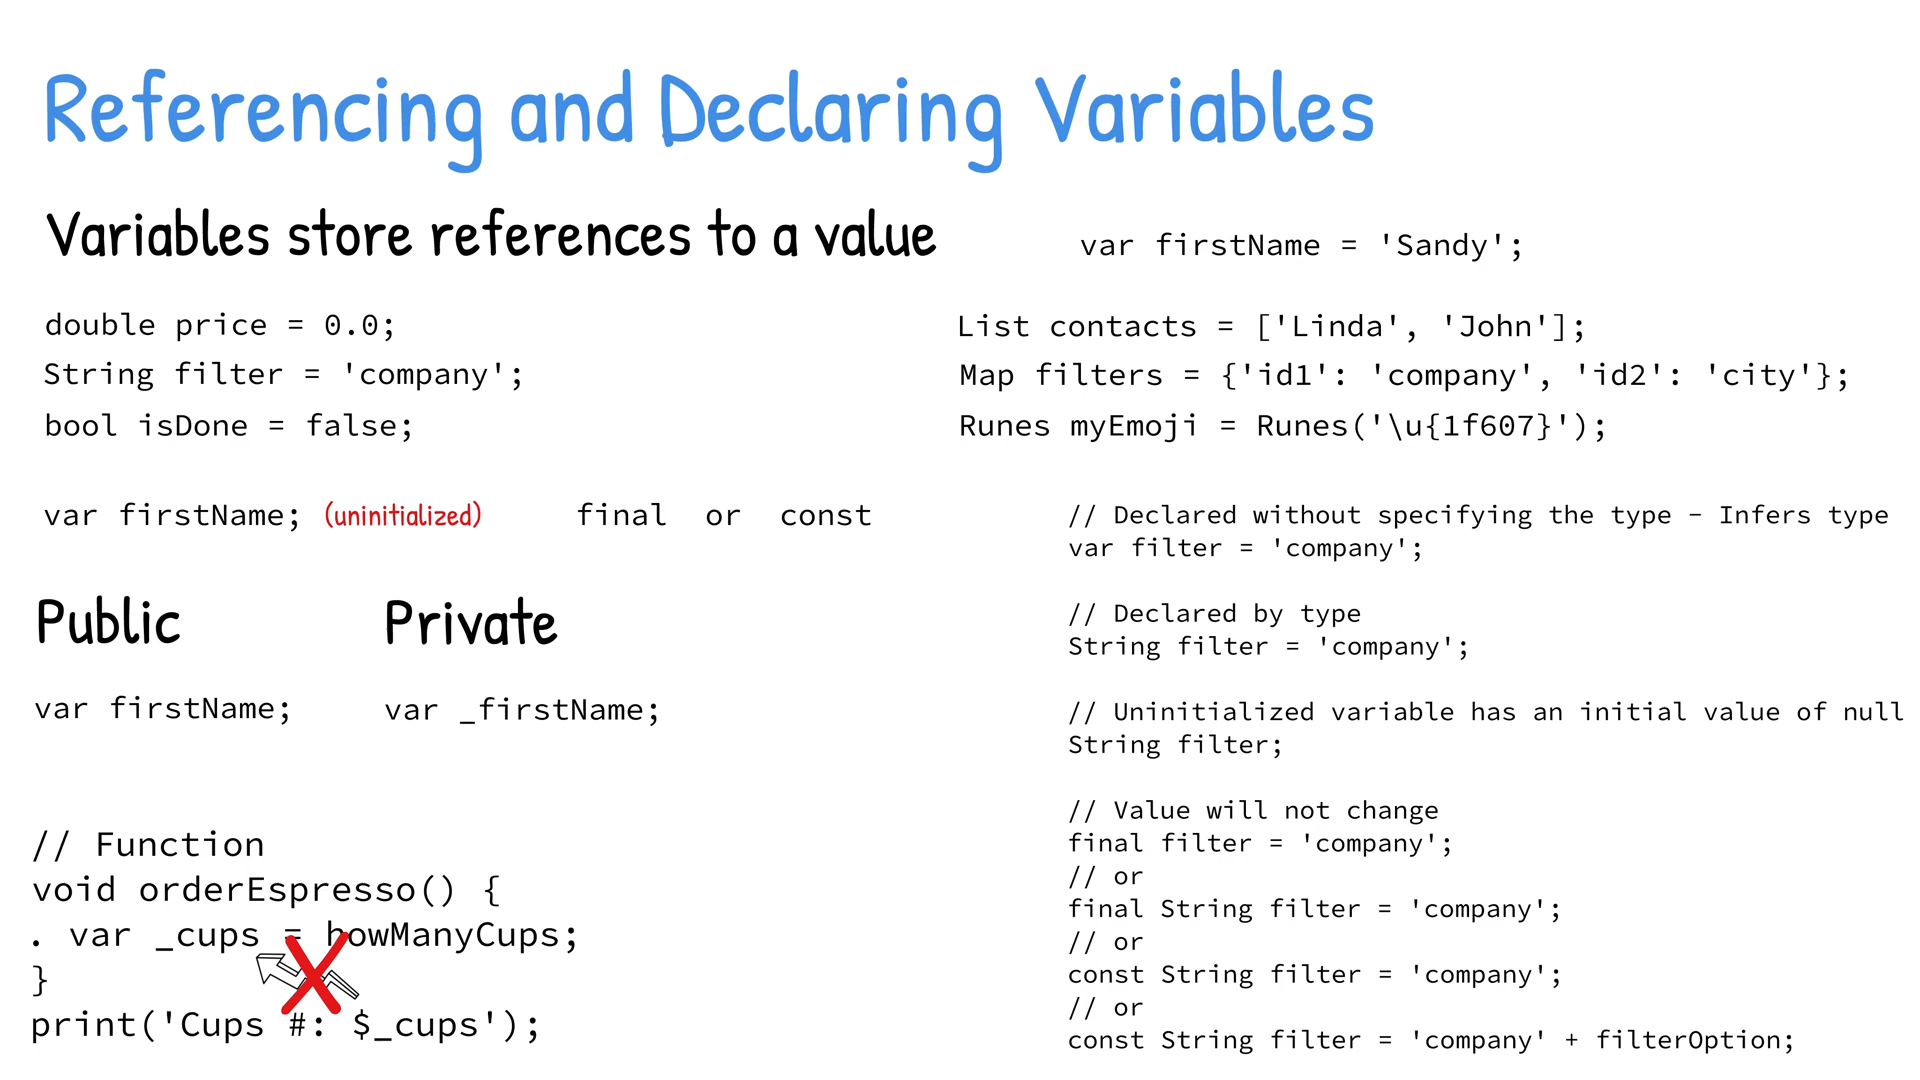 Referencing and Declaring Variables
Variables store references to a value
var firstName = 'Sandy';
double price = 0.0;
String filter = 'company';
bool isDone = false;
List contacts = ['Linda', 'John'];
Map filters = {'id1': 'company', 'id2': 'city'};
Runes myEmoji = Runes('\u{1f607}');
var firstName; (uninitialized)
final or const
Public
Private
var firstName;
var _firstName;
// Function
void orderEspresso() {
. var _cups = howManyCups;
}
print('Cups #: $_cups');
// Declared without specifying the type - Infers type
var filter = 'company';
// Declared by type
String filter = 'company';
// Uninitialized variable has an initial value of null
String filter;
// Value will not change
final filter = 'company';
// or
final String filter = 'company';
// or
const String filter = 'company';
// or
const String filter = 'company' + filterOption;